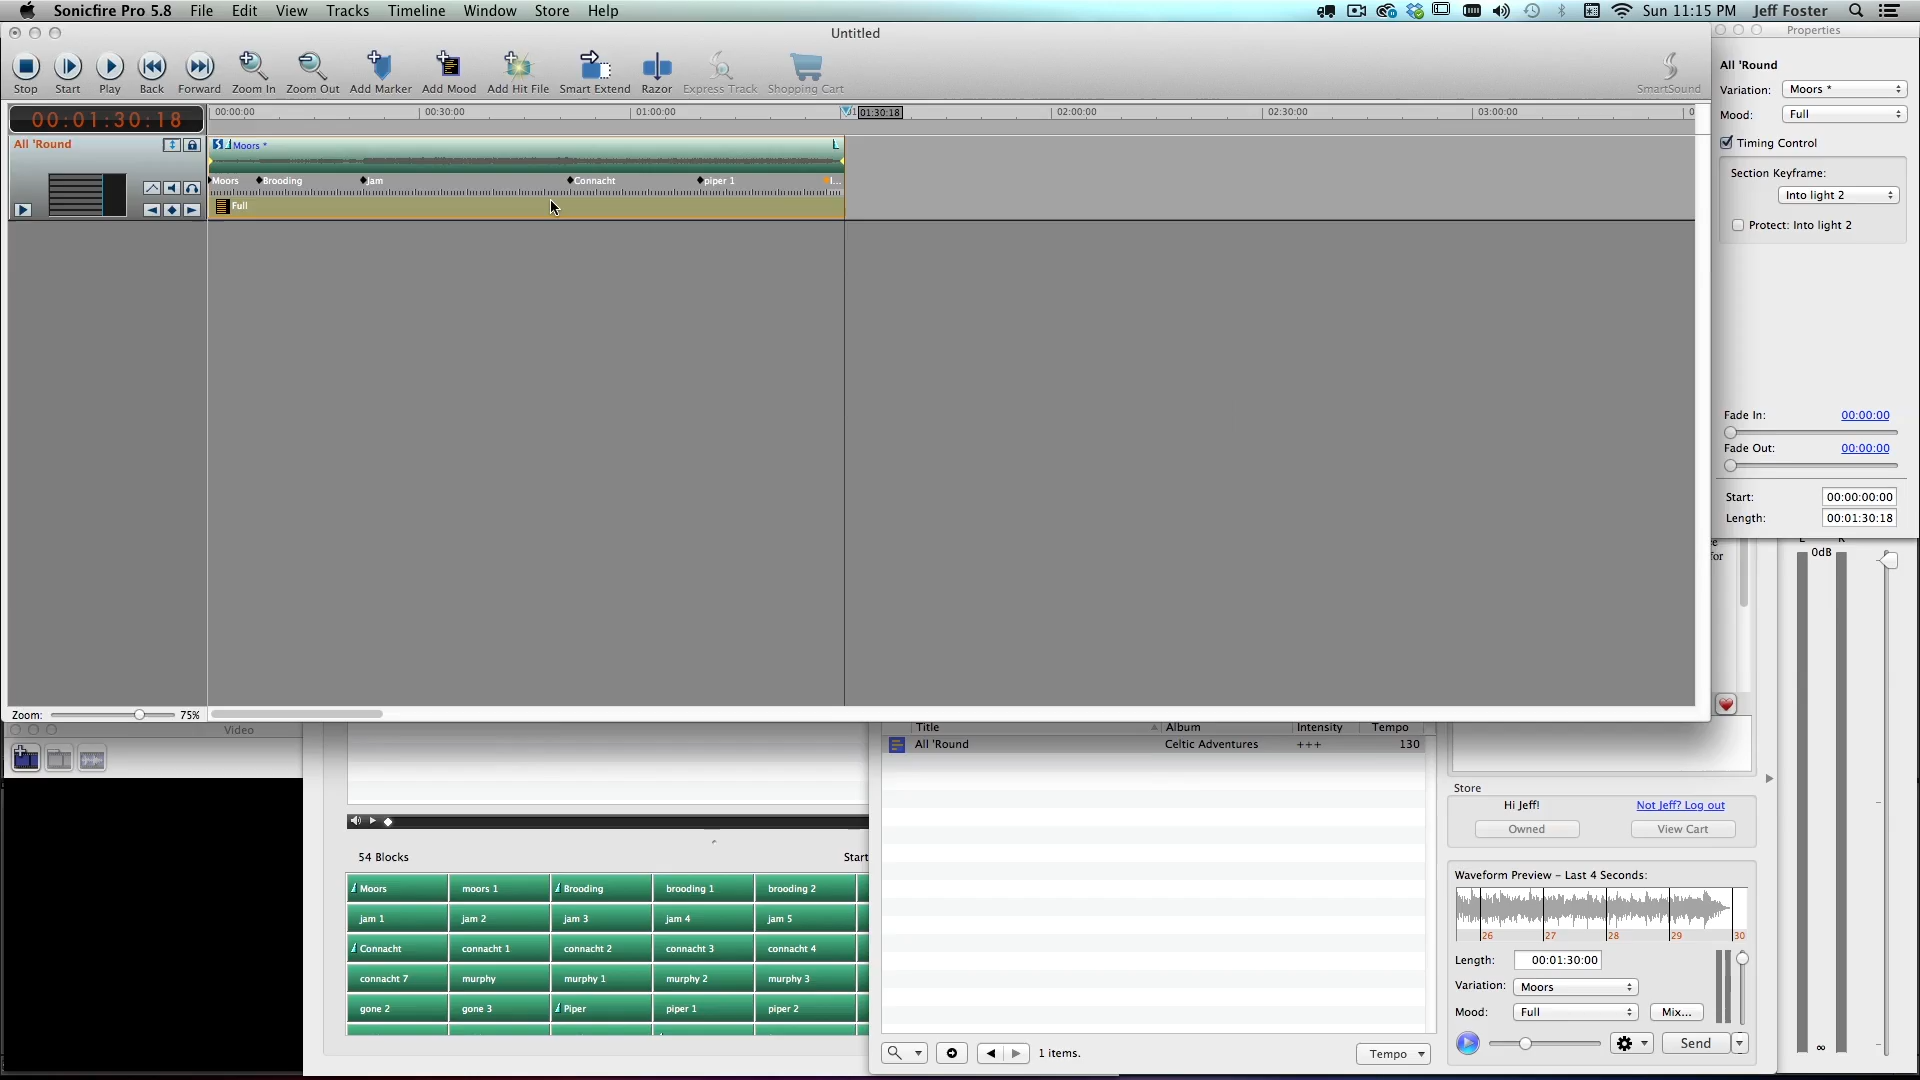 Sonicfire Pro 5.8 File Edit View Tracks Timeline Window Store Help Sun 11:15 PM Jeff Foster
Untitled
Properties
Stop Start Play Back Forward Zoom In Zoom Out Add Marker Add Mood Add Hit File Smart Extend Razor Express Track Shopping Cart SmartSound
00:00:00 00:30:00 01:00:00 01:30:18 02:00:00 02:30:00 03:00:00
00:01:30:18
All 'Round
Moors *
Moors Brooding Jam Connacht piper 1 I...
Full
All 'Round
Variation: Moors *
Mood: Full
Timing Control
Section Keyframe:
Into light 2
Protect: Into light 2
Fade In: 00:00:00
Fade Out: 00:00:00
Start: 00:00:00:00
Length: 00:01:30:18
L R
0dB
for
Zoom: 75%
Video
54 Blocks Start
Moors moors 1 Brooding brooding 1 brooding 2
jam 1 jam 2 jam 3 jam 4 jam 5
Connacht connacht 1 connacht 2 connacht 3 connacht 4
connacht 7 murphy murphy 1 murphy 2 murphy 3
gone 2 gone 3 Piper piper 1 piper 2
Title Album Intensity Tempo
All 'Round Celtic Adventures +++ 130
1 items.
Tempo
Store
Hi Jeff! Not Jeff? Log out
Owned View Cart
Waveform Preview – Last 4 Seconds:
26 27 28 29 30
Length: 00:01:30:00
Variation: Moors
Mood: Full Mix...
Send
∞